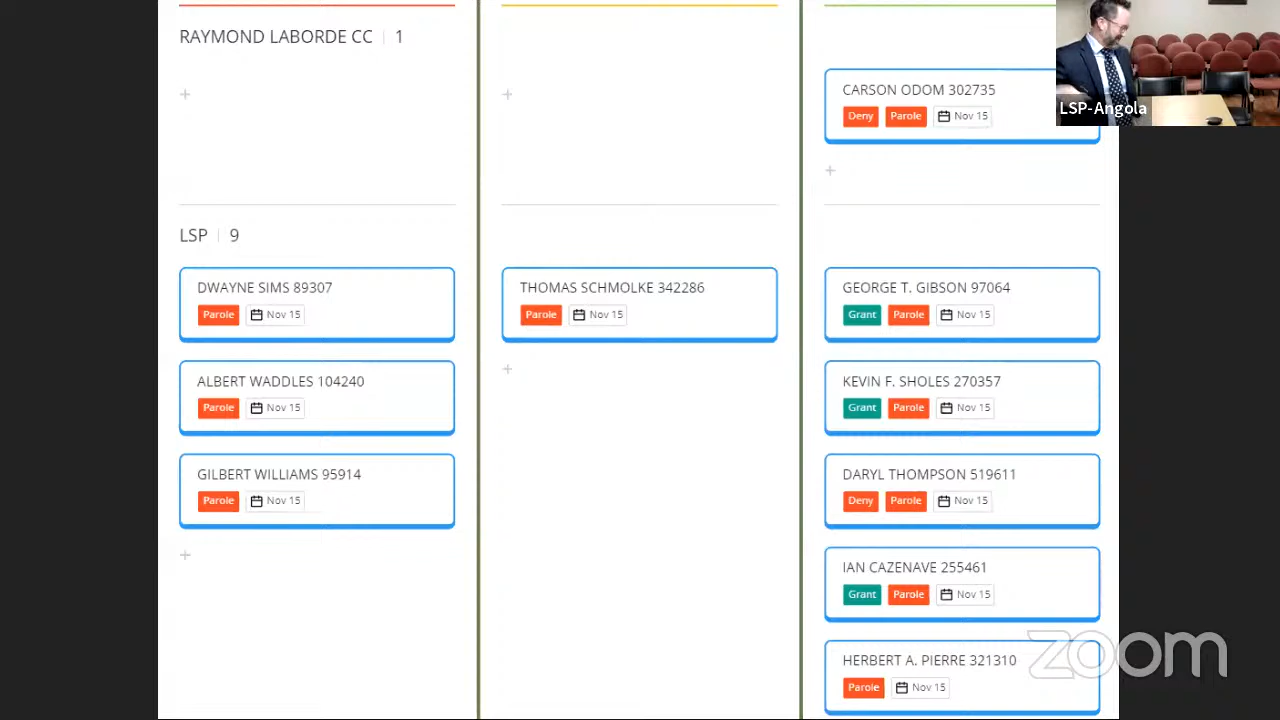 RAYMOND LABORDE CC | 1
+
+
CARSON ODOM 302735
Deny Parole Nov 15
+
LSP-Angola
LSP | 9
DWAYNE SIMS 89307
Parole Nov 15
ALBERT WADDLES 104240
Parole Nov 15
GILBERT WILLIAMS 95914
Parole Nov 15
+
THOMAS SCHMOLKE 342286
Parole Nov 15
+
GEORGE T. GIBSON 97064
Grant Parole Nov 15
KEVIN F. SHOLES 270357
Grant Parole Nov 15
DARYL THOMPSON 519611
Deny Parole Nov 15
IAN CAZENAVE 255461
Grant Parole Nov 15
HERBERT A. PIERRE 321310
Parole Nov 15
zoom